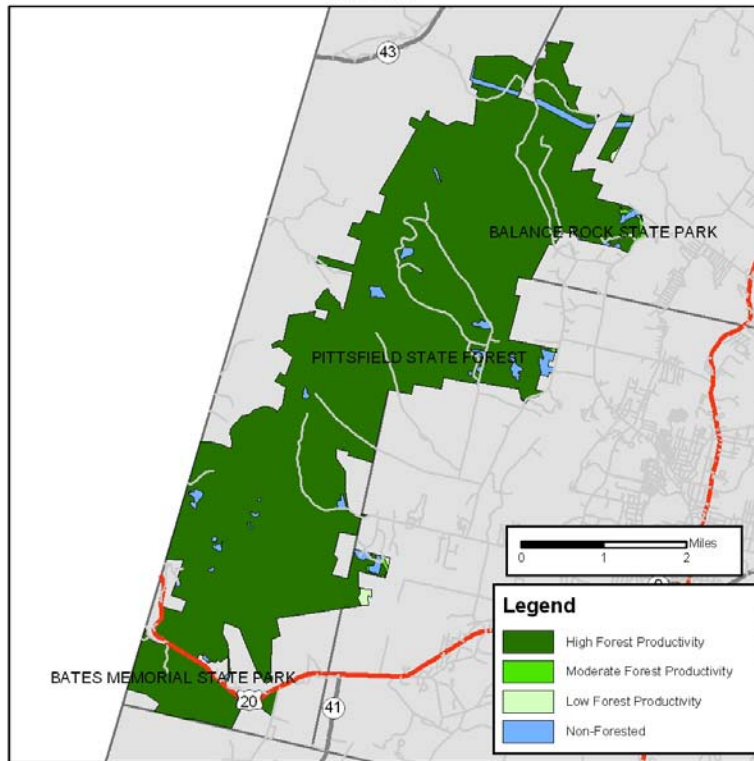 43
BALANCE ROCK STATE PARK
PITTSFIELD STATE FOREST
Miles
0 1 2
BATES MEMORIAL STATE PARK
20
41
Legend
High Forest Productivity
Moderate Forest Productivity
Low Forest Productivity
Non-Forested